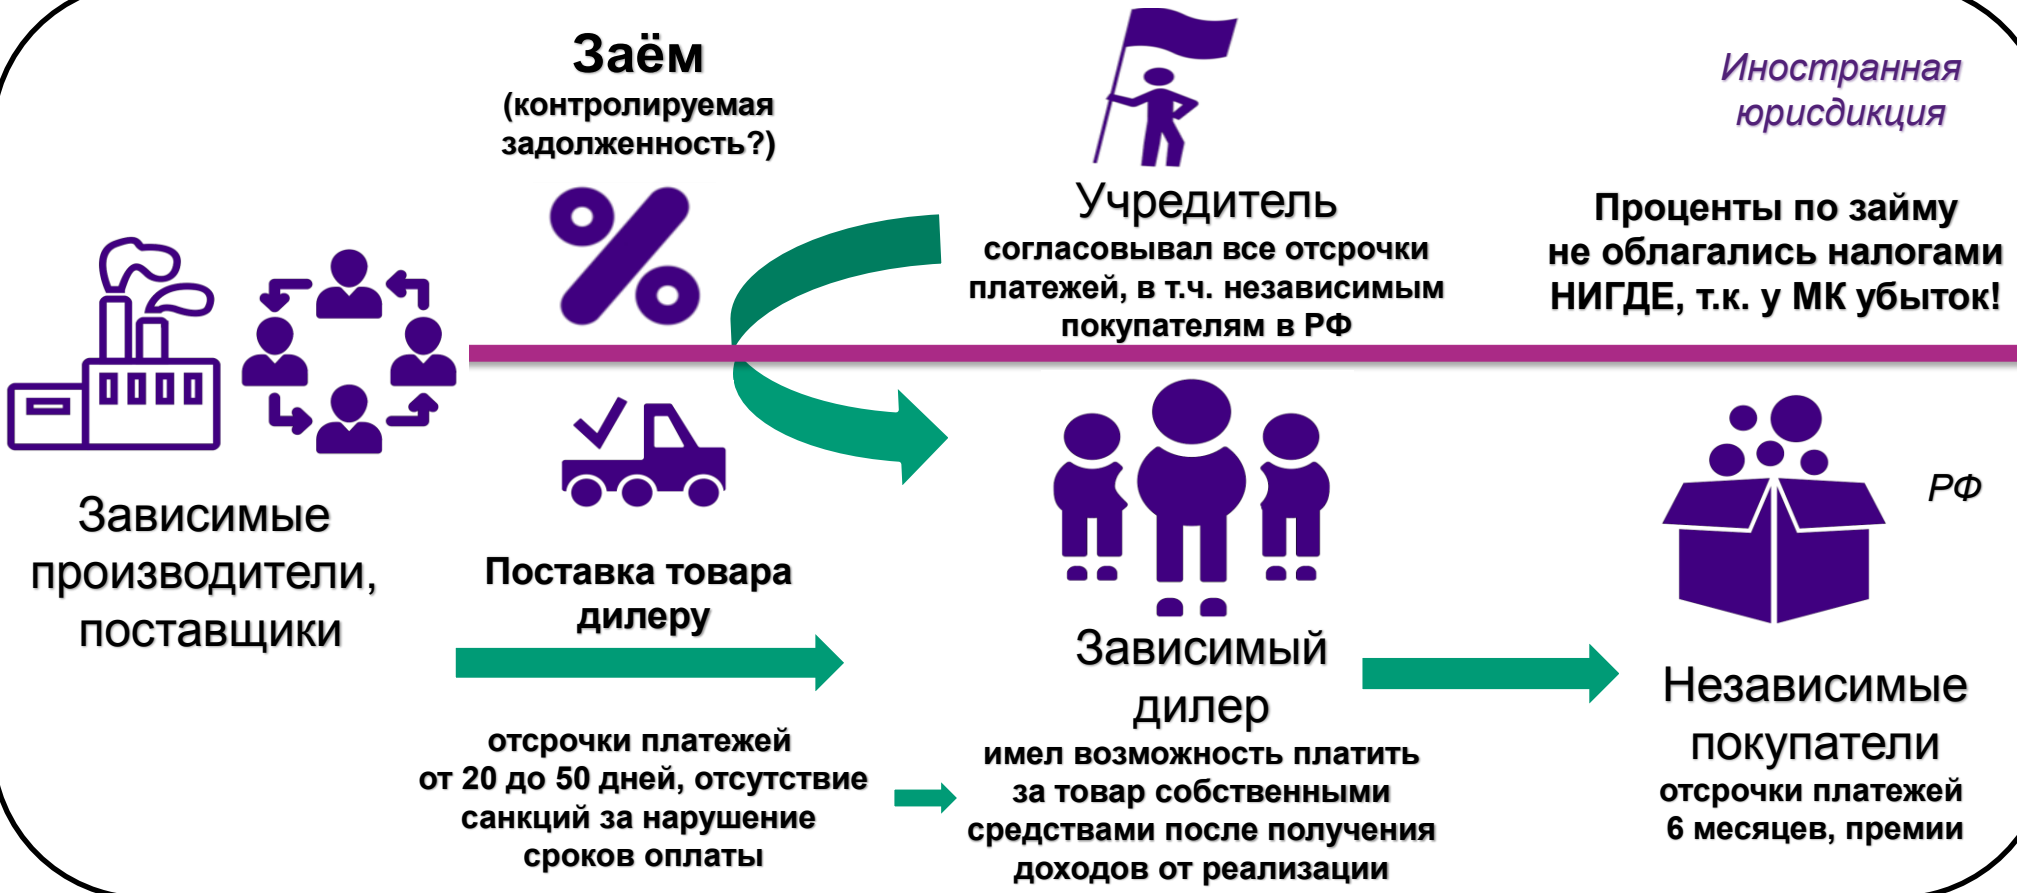 Заём
(контролируемая
задолженность?)
Учредитель
согласовывал все отсрочки
платежей, в т.ч. независимым
покупателям в РФ
Иностранная
юрисдикция
Проценты по займу
не облагались налогами
НИГДЕ, т.к. у МК убыток!
Зависимые
производители,
поставщики
Поставка товара
дилеру
отсрочки платежей
от 20 до 50 дней, отсутствие
санкций за нарушение
сроков оплаты
Зависимый
дилер
имел возможность платить
за товар собственными
средствами после получения
доходов от реализации
РФ
Независимые
покупатели
отсрочки платежей
6 месяцев, премии